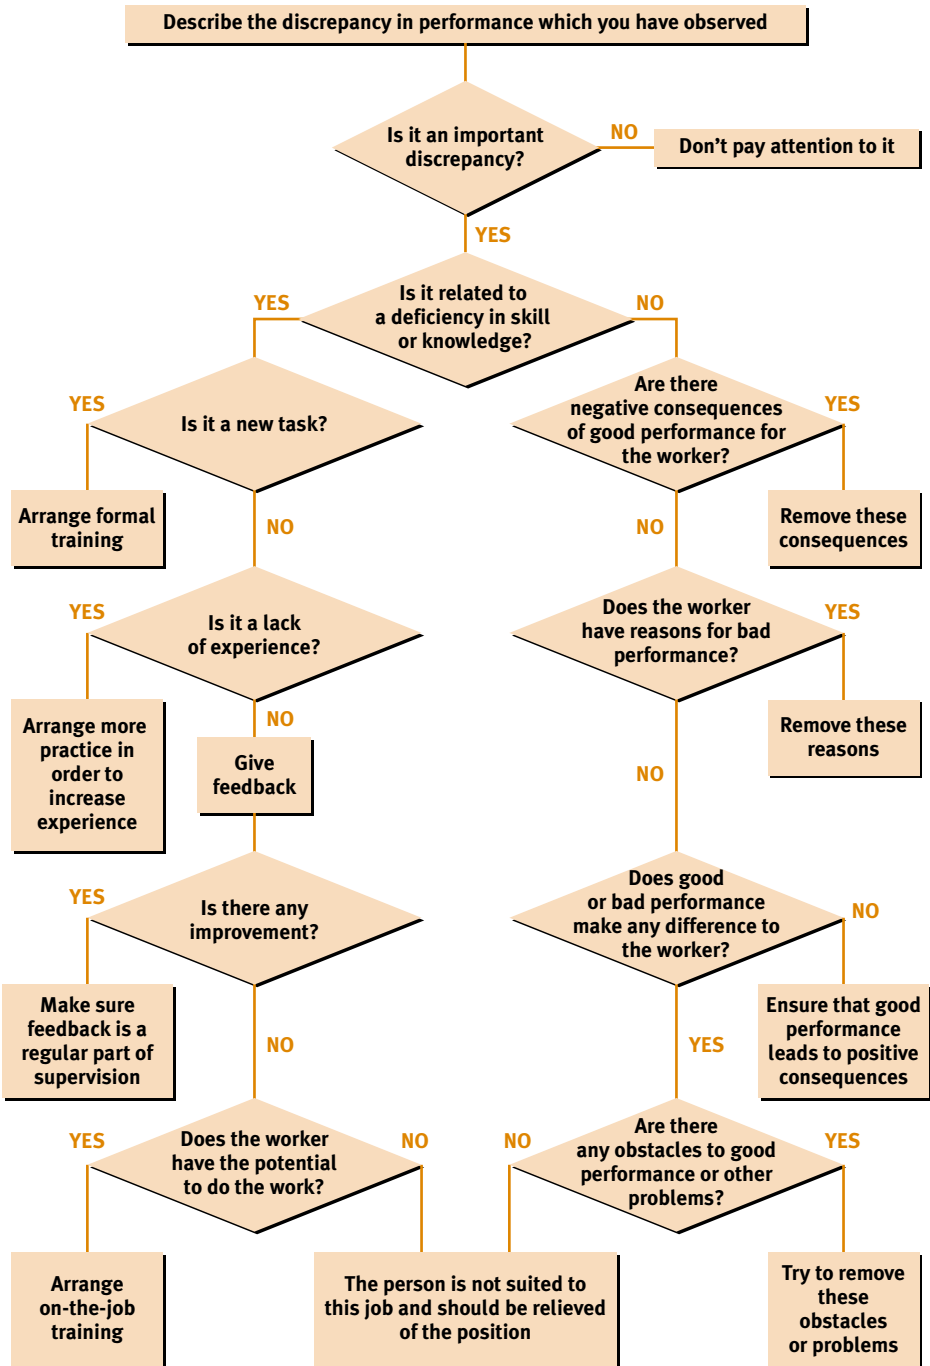 Describe the discrepancy in performance which you have observed
Is it an important
discrepancy?
NO
Don't pay attention to it
YES
Is it related to
a deficiency in skill
or knowledge?
YES
NO
Is it a new task?
YES
Arrange formal
training
NO
Are there
negative consequences
of good performance for
the worker?
YES
Remove these
consequences
NO
Is it a lack
of experience?
YES
Arrange more
practice in
order to
increase
experience
NO
Give
feedback
Does the worker
have reasons for bad
performance?
YES
Remove these
reasons
NO
Is there any
improvement?
YES
Make sure
feedback is a
regular part of
supervision
NO
Does good
or bad performance
make any difference to
the worker?
NO
Ensure that good
performance
leads to positive
consequences
YES
Does the worker
have the potential
to do the work?
YES
NO
Arrange
on-the-job
training
The person is not suited to
this job and should be relieved
of the position
Are there
any obstacles to good
performance or other
problems?
NO
YES
Try to remove
these
obstacles
or problems